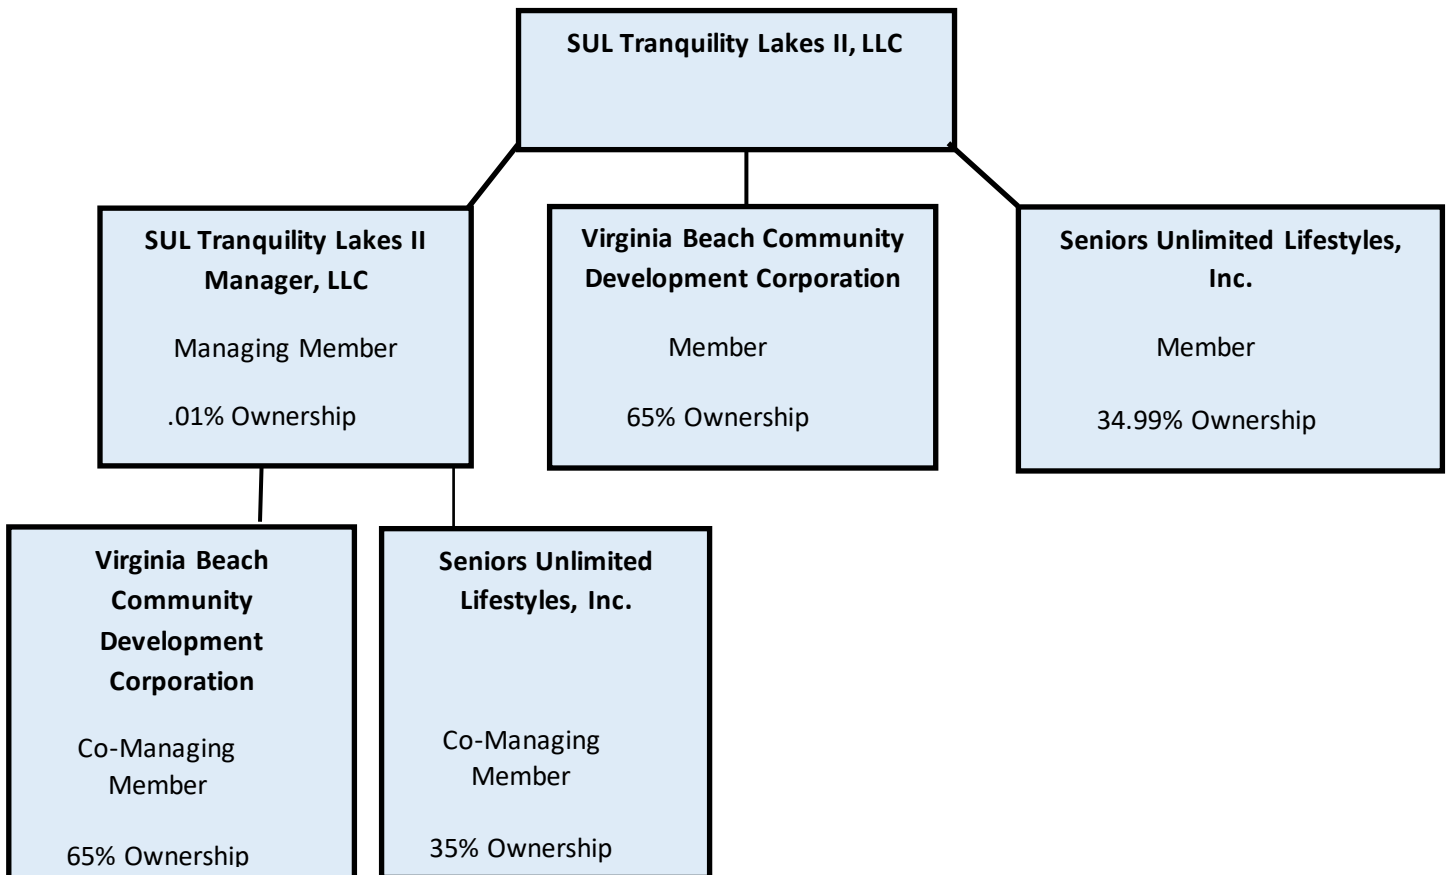 SUL Tranquility Lakes II, LLC
SUL Tranquility Lakes II
Manager, LLC
Managing Member
.01% Ownership
Virginia Beach Community
Development Corporation
Member
65% Ownership
Seniors Unlimited Lifestyles,
Inc.
Member
34.99% Ownership
Virginia Beach
Community
Development
Corporation
Co-Managing
Member
65% Ownership
Seniors Unlimited
Lifestyles, Inc.
Co-Managing
Member
35% Ownership